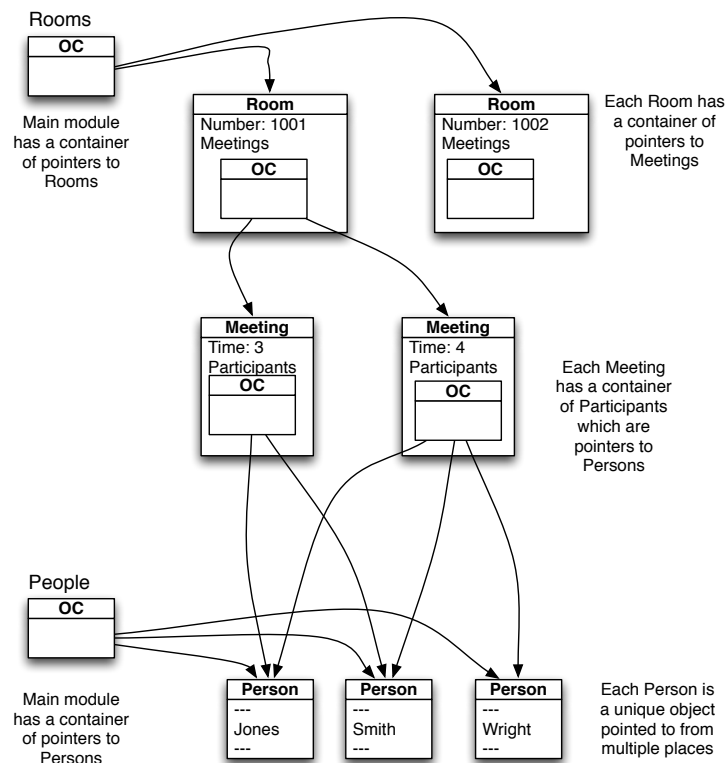 Rooms
OC
Main module
has a container
of pointers to
Rooms
Room
Number: 1001
Meetings
OC
Room
Number: 1002
Meetings
OC
Each Room has
a container of
pointers to
Meetings
Meeting
Time: 3
Participants
OC
Meeting
Time: 4
Participants
OC
Each Meeting
has a container
of Participants
which are
pointers to
Persons
People
OC
Main module
has a container
of pointers to
Persons
Person
---
Jones
---
Person
---
Smith
---
Person
---
Wright
---
Each Person is
a unique object
pointed to from
multiple places